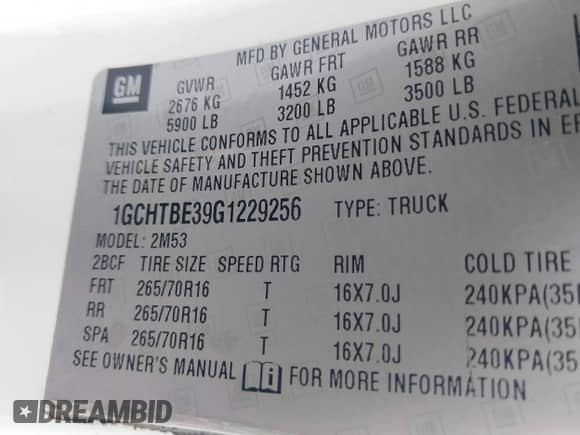 MFD BY GENERAL MOTORS LLC
GM
GVWR GAWR FRT GAWR RR
2676 KG 1452 KG 1588 KG
5900 LB 3200 LB 3500 LB
THIS VEHICLE CONFORMS TO ALL APPLICABLE U.S. FEDERAL
VEHICLE SAFETY AND THEFT PREVENTION STANDARDS IN EF
THE DATE OF MANUFACTURE SHOWN ABOVE.
1GCHTBE39G1229256 TYPE: TRUCK
MODEL: 2M53
2BCF TIRE SIZE SPEED RTG RIM COLD TIRE
FRT 265/70R16 T 16X7.0J 240KPA(35
RR 265/70R16 T 16X7.0J 240KPA(35
SPA 265/70R16 T 16X7.0J 240KPA(35
SEE OWNER'S MANUAL i FOR MORE INFORMATION
DREAMBID